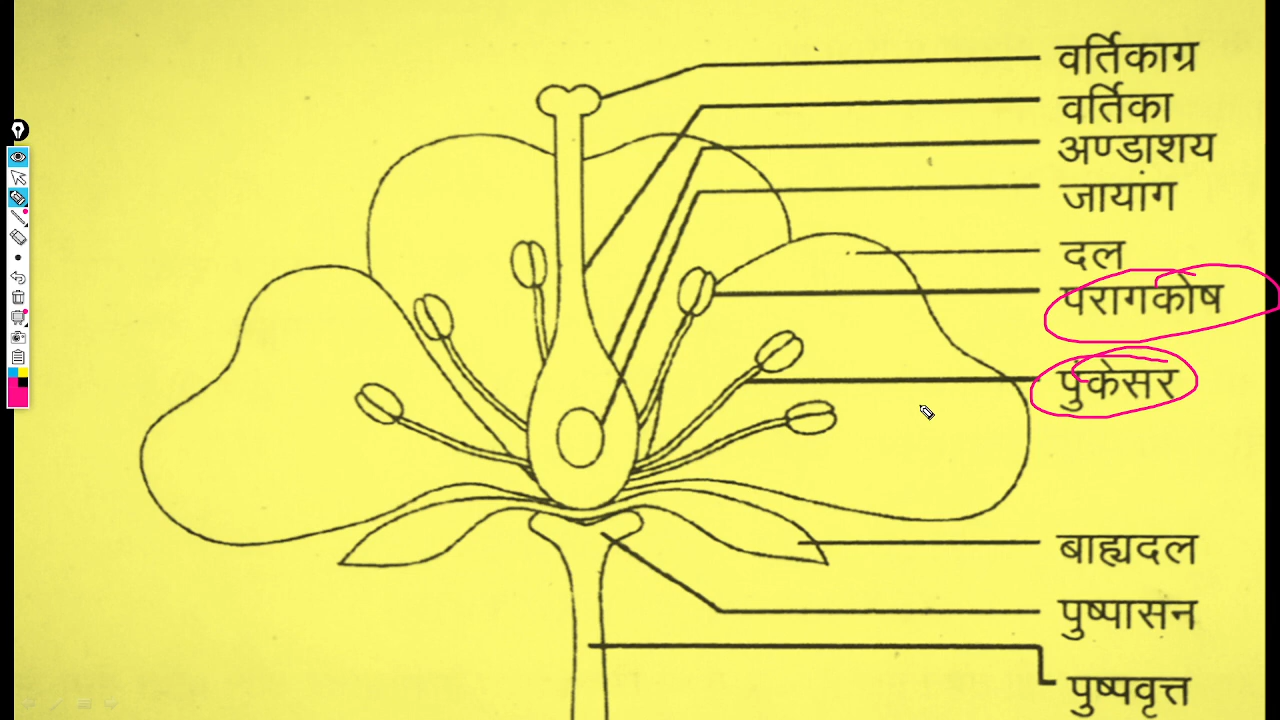 वर्तिकाग्र
वर्तिका
अण्डाशय
जायांग
दल
परागकोष
पुंकेसर
बाह्यदल
पुष्पासन
पुष्पवृत्त